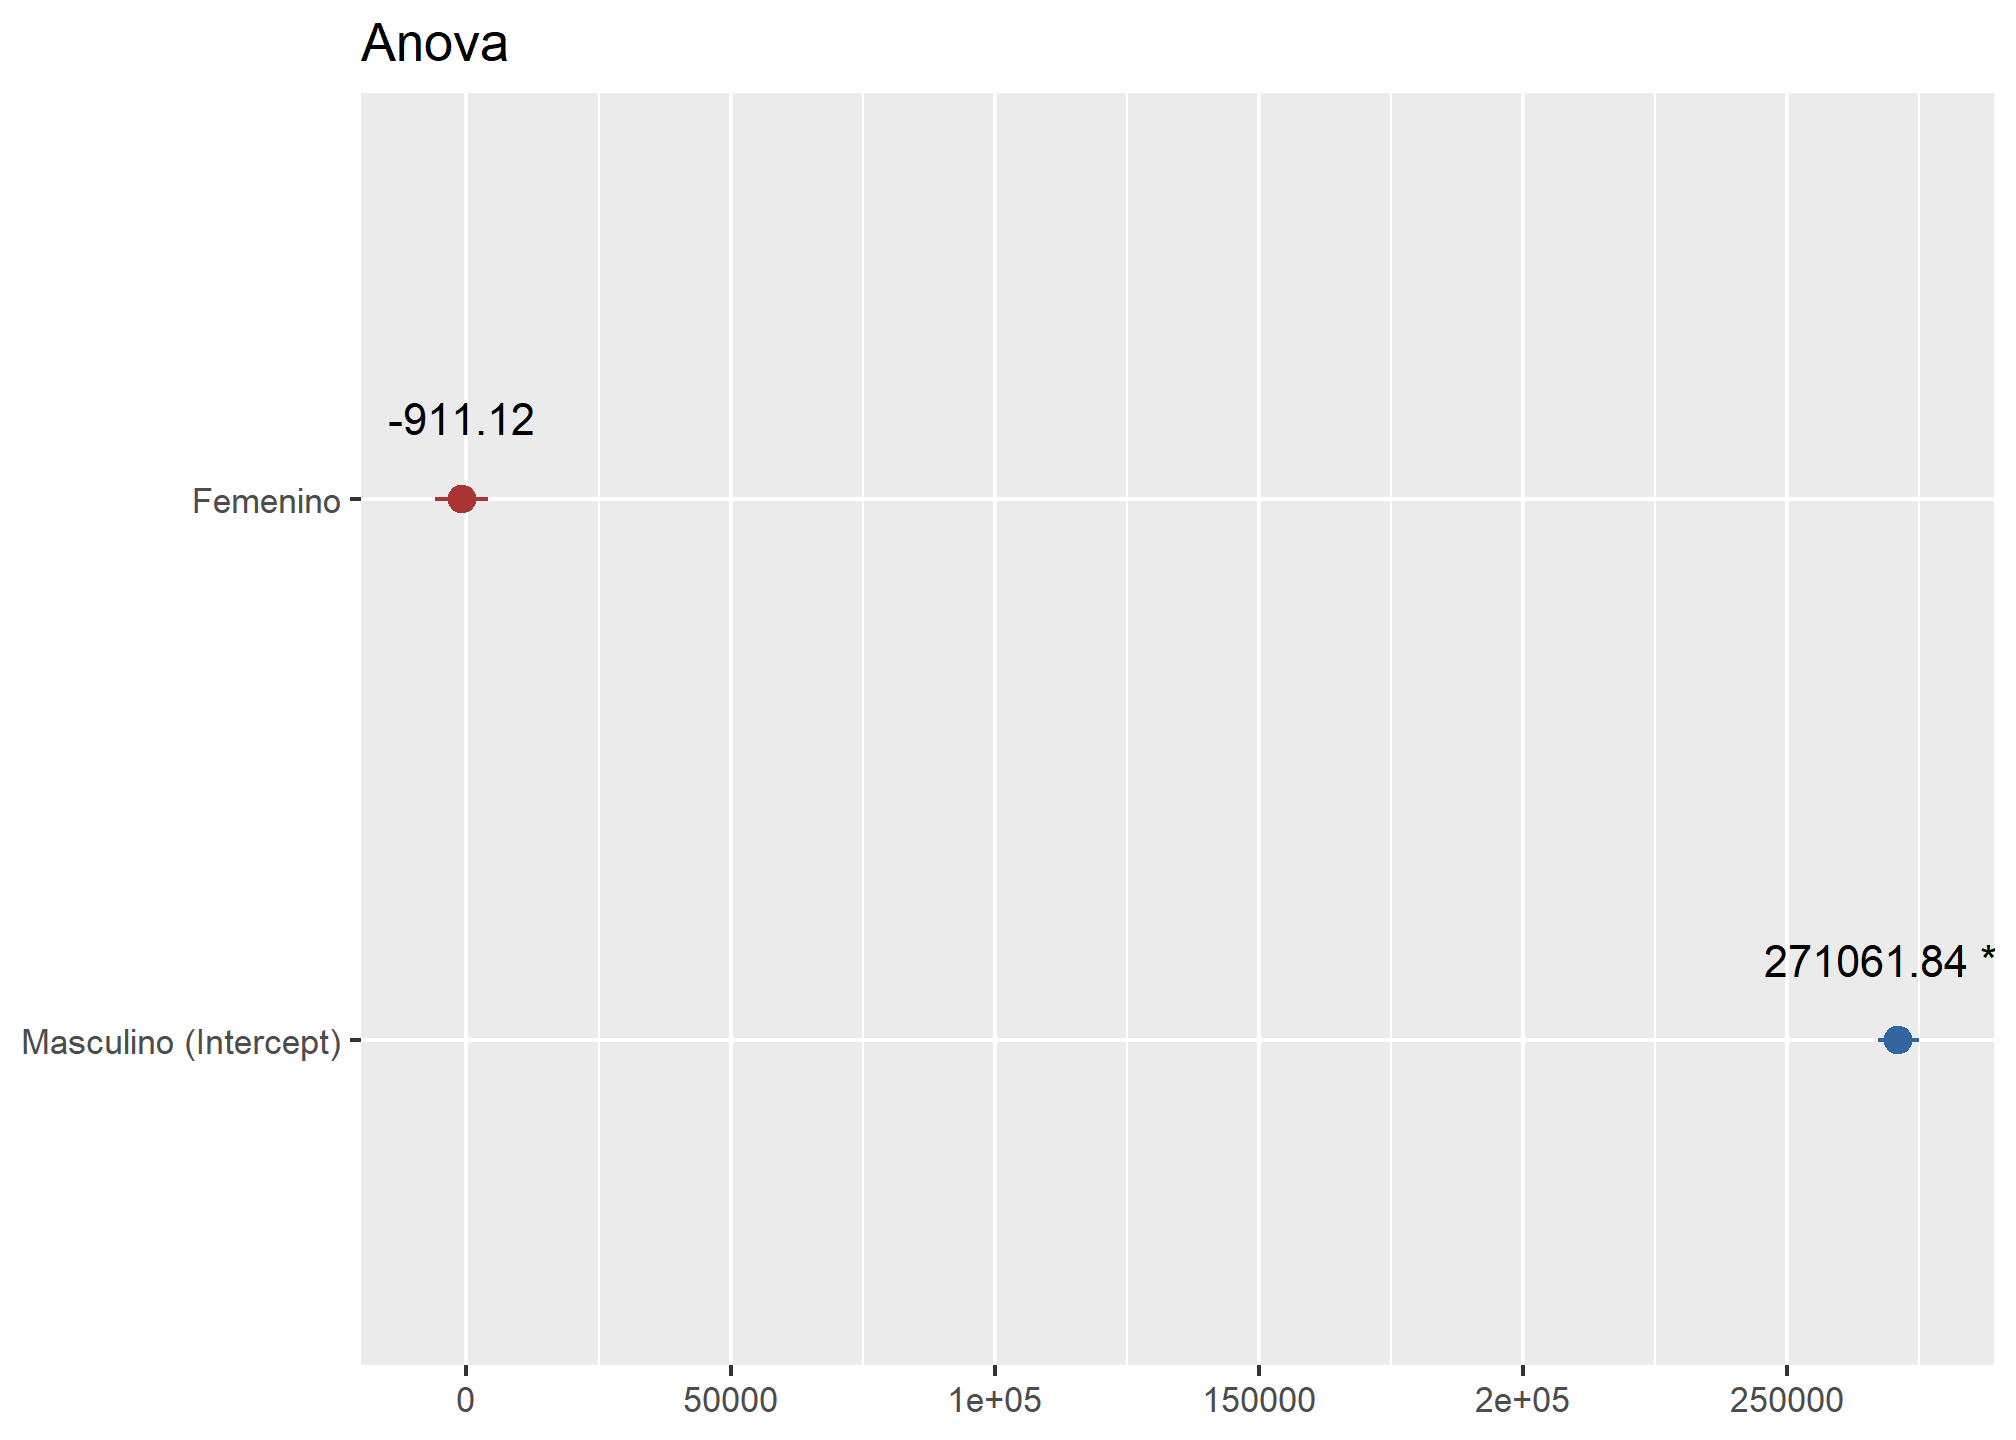 Anova
-911.12
Femenino
271061.84 *
Masculino (Intercept)
0 50000 1e+05 150000 2e+05 250000